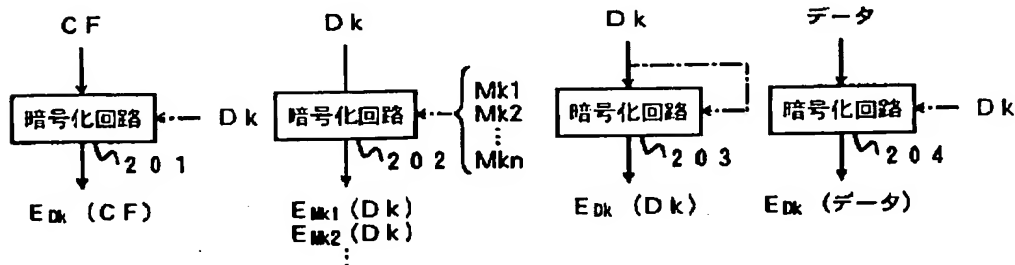 CF
暗号化回路
Dk
201
EDk (CF)
Dk
暗号化回路
Mk1
Mk2
⋮
Mkn
202
EMk1 (Dk)
EMk2 (Dk)
⋮
Dk
暗号化回路
203
EDk (Dk)
データ
暗号化回路
Dk
204
EDk (データ)